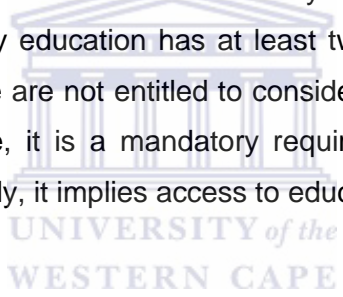 y education has at least tw
e are not entitled to conside
e, it is a mandatory requir
ly, it implies access to educ
UNIVERSITY of the
WESTERN CAPE